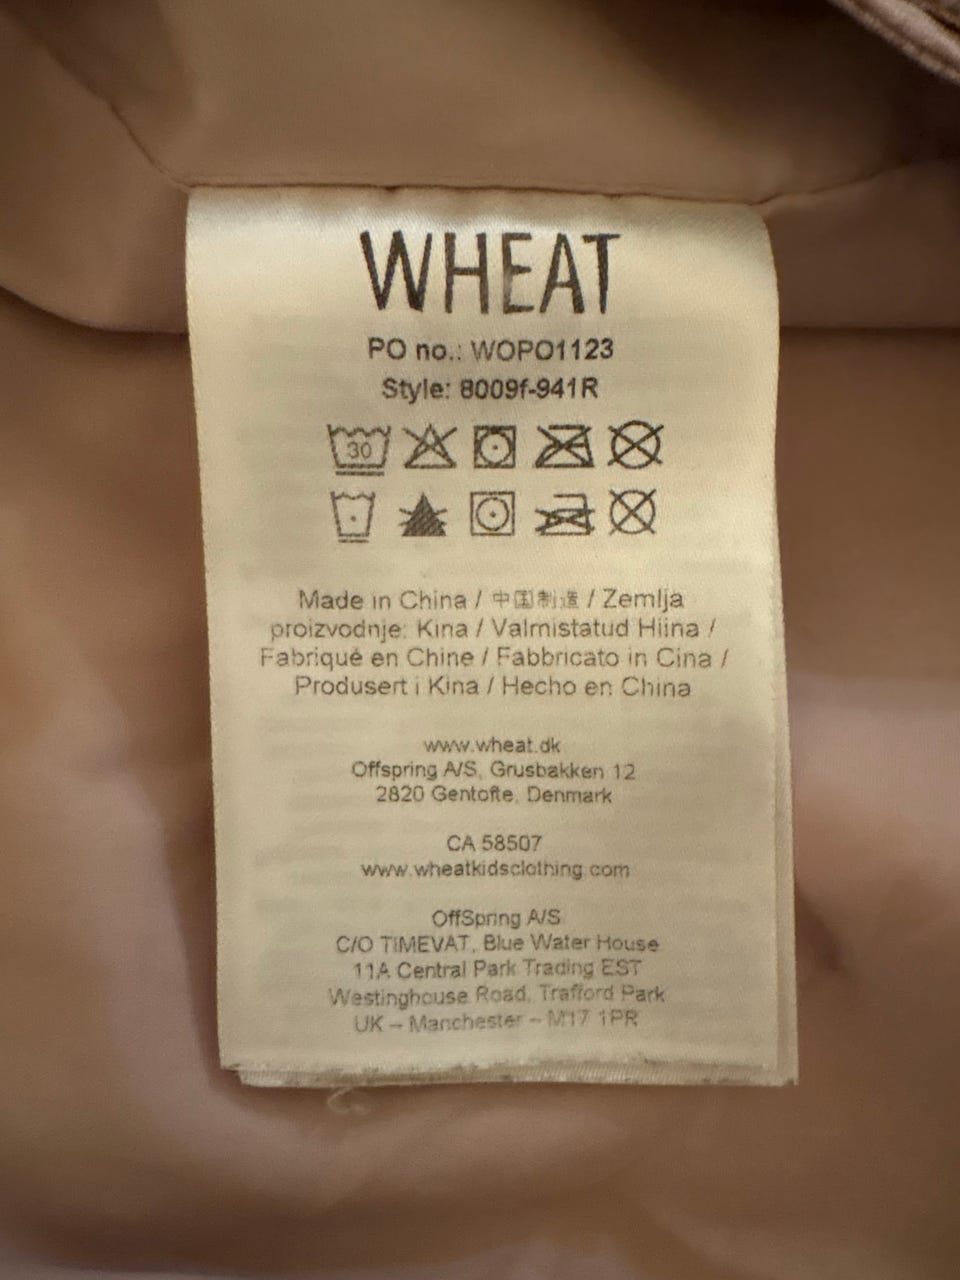 WHEAT
PO no.: WOPO1123
Style: 8009f-941R
30
Made in China / 中国制造 / Zemlja
proizvodnje: Kina / Valmistatud Hiina /
Fabriqué en Chine / Fabbricato in Cina /
Produsert i Kina / Hecho en China
www.wheat.dk
Offspring A/S, Grusbakken 12
2820 Gentofte, Denmark
CA 58507
www.wheatkidsclothing.com
OffSpring A/S
C/O TIMEVAT, Blue Water House
11A Central Park Trading EST
Westinghouse Road, Trafford Park
UK – Manchester – M17 1PR